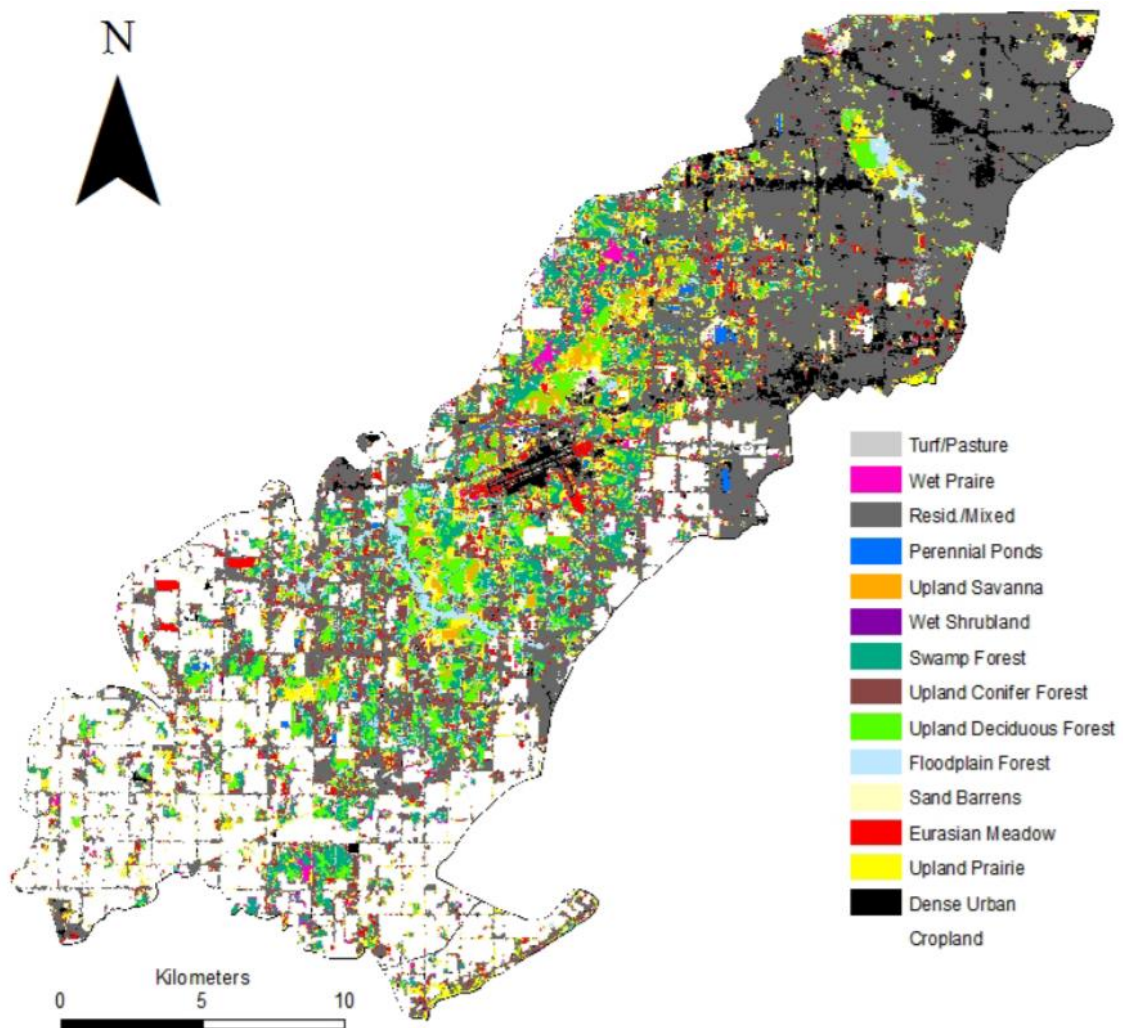 N
Turf/Pasture
Wet Praire
Resid./Mixed
Perennial Ponds
Upland Savanna
Wet Shrubland
Swamp Forest
Upland Conifer Forest
Upland Deciduous Forest
Floodplain Forest
Sand Barrens
Eurasian Meadow
Upland Prairie
Dense Urban
Cropland
Kilometers
0 5 10